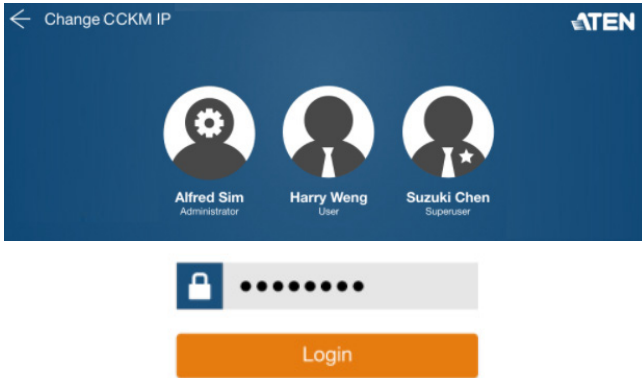 Change CCKM IP
ATEN
Alfred Sim
Administrator
Harry Weng
User
Suzuki Chen
Superuser
Login